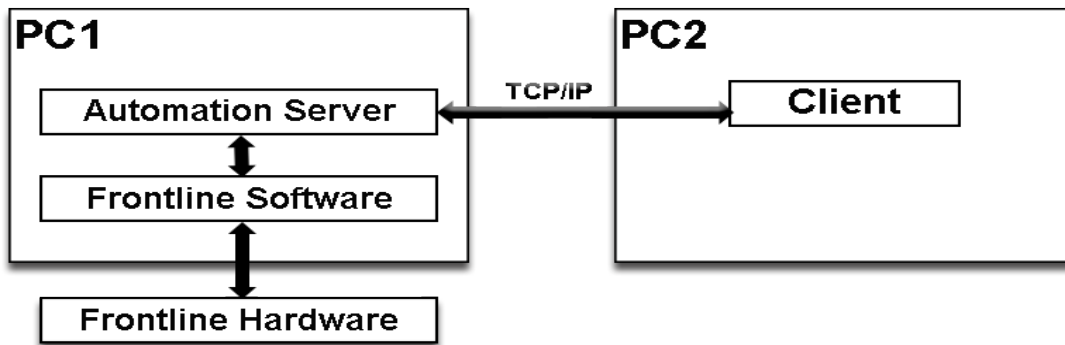 PC1
PC2
TCP/IP
Automation Server
Client
Frontline Software
Frontline Hardware